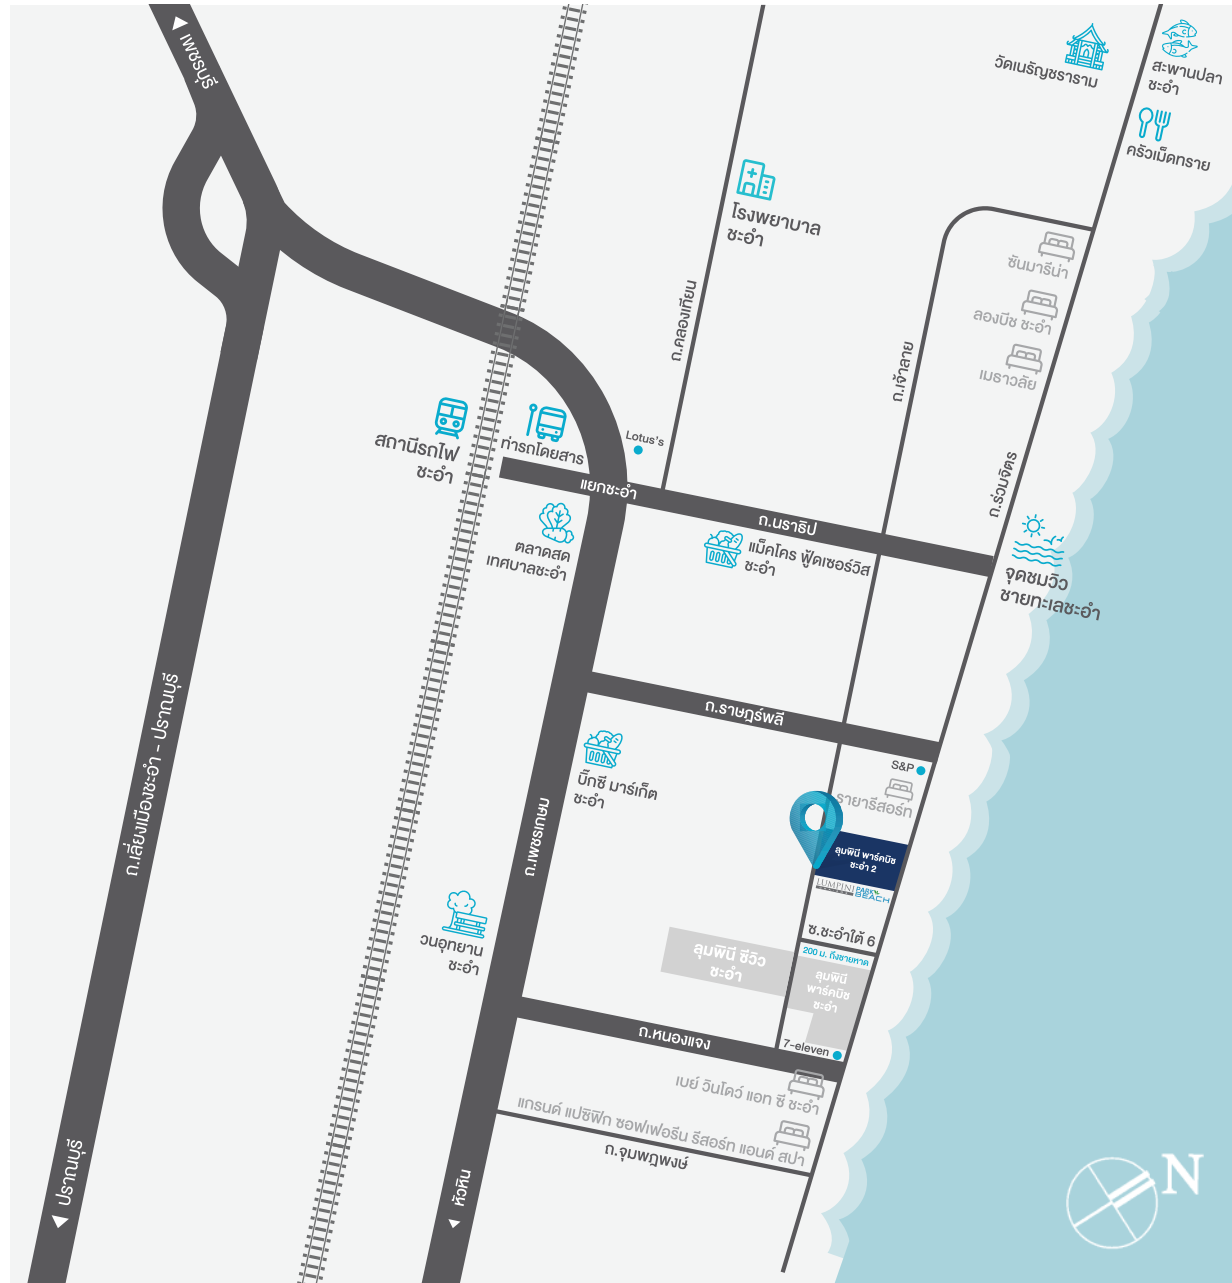 เพชรบุรี
วัดเนรัญชราราม
สะพานปลา
ชะอำ
ครัวเม็ดทราย
โรงพยาบาล
ชะอำ
ซันมารีน่า
ลองบีช ชะอำ
เมธาวลัย
ถ.คลองเทียน
ถ.เจ้าลาย
ถ.ร่วมจิตร
สถานีรถไฟ
ชะอำ
ท่ารถโดยสาร
Lotus's
แยกชะอำ
ถ.นราธิป
ตลาดสด
เทศบาลชะอำ
แม็คโคร ฟู้ดเซอร์วิส
ชะอำ
จุดชมวิว
ชายทะเลชะอำ
ถ.เลี่ยงเมืองชะอำ - ปราณบุรี
ถ.ราษฎร์พลี
บิ๊กซี มาร์เก็ต
ชะอำ
S&P
รายารีสอร์ท
ถ.เพชรเกษม
ลุมพินี พาร์คบีช
ชะอำ 2
LUMPINI PARK BEACH
ซ.ชะอำใต้ 6
200 ม. ถึงชายหาด
วนอุทยาน
ชะอำ
ลุมพินี ซีวิว
ชะอำ
ลุมพินี
พาร์คบีช
ชะอำ
ถ.หนองแจง
7-eleven
เบย์ วินโดว์ แอท ซี ชะอำ
แกรนด์ แปซิฟิก ซอฟเฟอรีน รีสอร์ท แอนด์ สปา
ถ.จุมพฎพงษ์
ปราณบุรี
หัวหิน
N